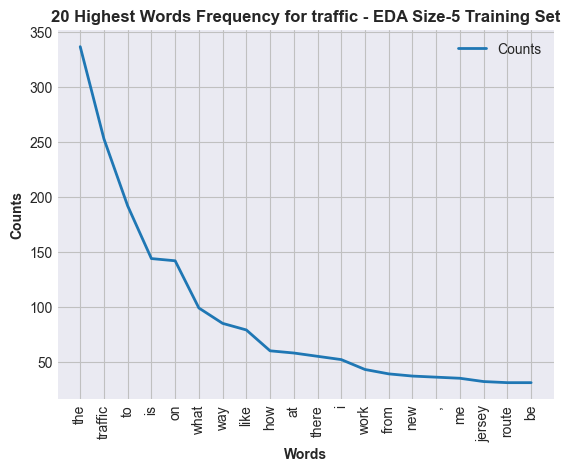 20 Highest Words Frequency for traffic - EDA Size-5 Training Set
Counts
350
300
250
200
150
100
50
Counts
the
traffic
to
is
on
what
way
like
how
at
there
i
work
from
new
,
me
jersey
route
be
Words